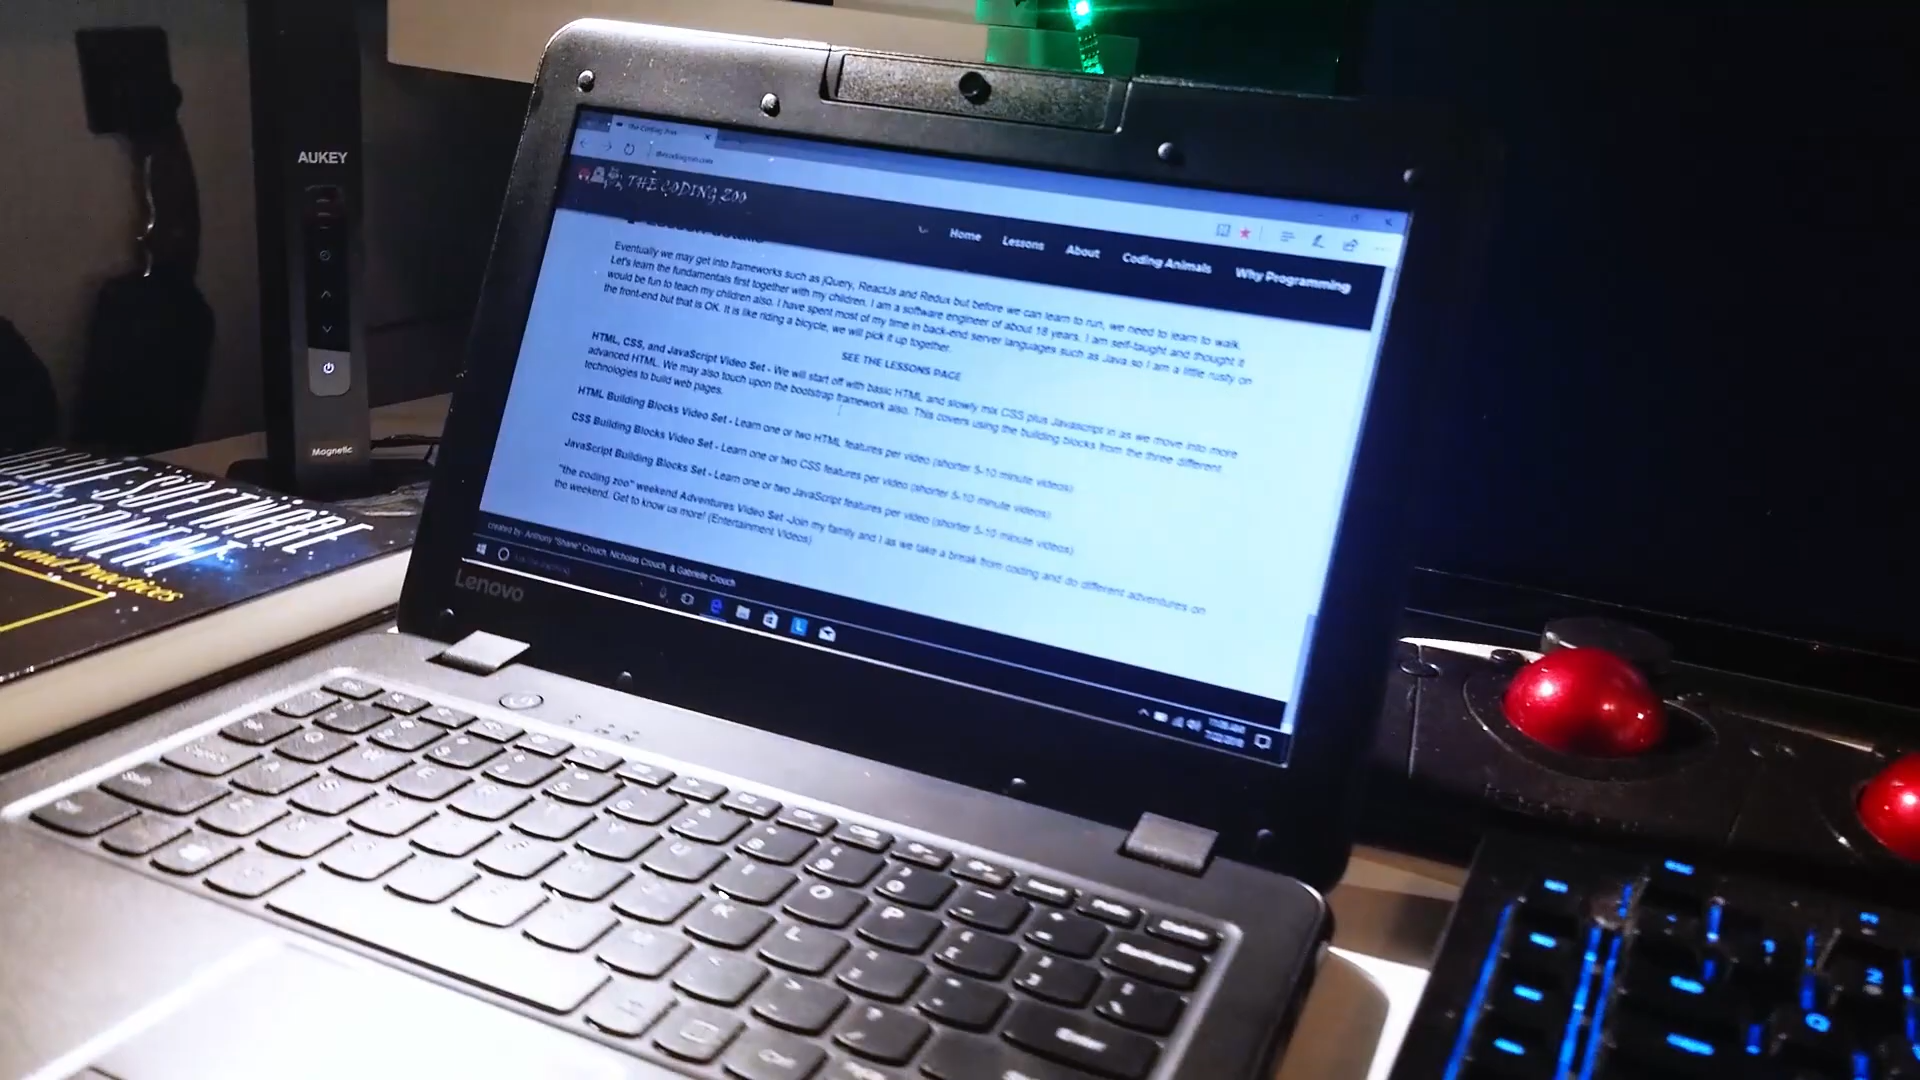 AUKEY
Magnetic
AGILE SOFTWARE
DEVELOPMENT
and Practices
The Coding Zoo
thecodingzoo.com
THE CODING ZOO
Home Lessons About Coding Animals Why Programming
Eventually we may get into frameworks such as jQuery, ReactJs and Redux but before we can learn to run, we need to learn to walk.
Let's learn the fundamentals first together with my children. I am a software engineer of about 18 years. I am self-taught and thought it
would be fun to teach my children also. I have spent most of my time in back-end server languages such as Java so I am a little rusty on
the front-end but that is OK. It is like riding a bicycle, we will pick it up together.
SEE THE LESSONS PAGE
HTML, CSS, and JavaScript Video Set - We will start off with basic HTML and slowly mix CSS plus Javascript in as we move into more
advanced HTML. We may also touch upon the bootstrap framework also. This covers using the building blocks from the three different
technologies to build web pages.
HTML Building Blocks Video Set - Learn one or two HTML features per video (shorter 5-10 minute videos)
CSS Building Blocks Video Set - Learn one or two CSS features per video (shorter 5-10 minute videos)
JavaScript Building Blocks Set - Learn one or two JavaScript features per video (shorter 5-10 minute videos)
"the coding zoo" weekend Adventures Video Set -Join my family and I as we take a break from coding and do different adventures on
the weekend. Get to know us more! (Entertainment Videos)
created by: Anthony "Shane" Crouch, Nicholas Crouch, & Gabrielle Crouch
Lenovo
Enter